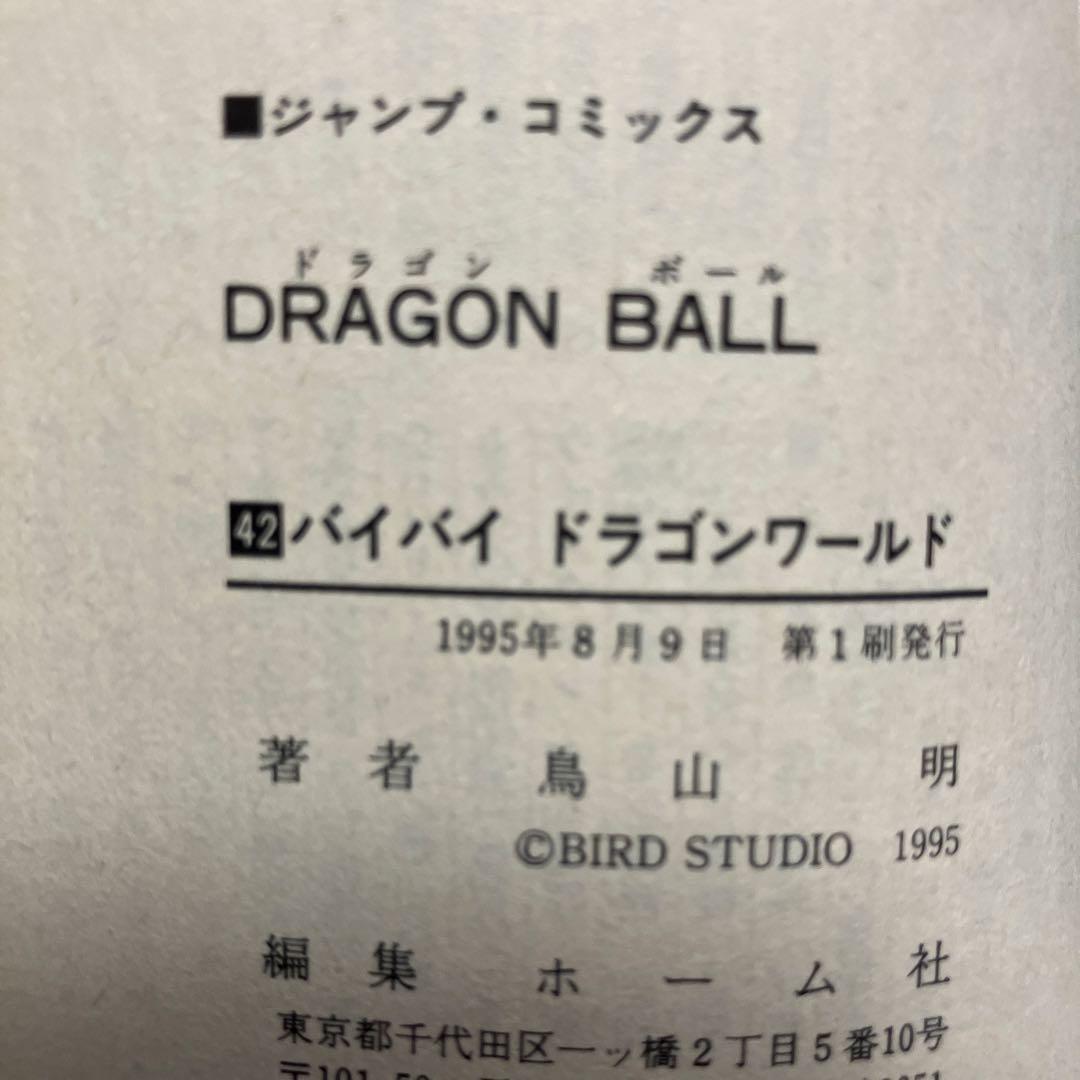 ■ジャンプ・コミックス
ドラゴン ボール
DRAGON BALL
42 バイバイ ドラゴンワールド
1995年8月9日 第1刷発行
著者 鳥山 明
©BIRD STUDIO 1995
編集 ホーム社
東京都千代田区一ッ橋2丁目5番10号
〒101-50